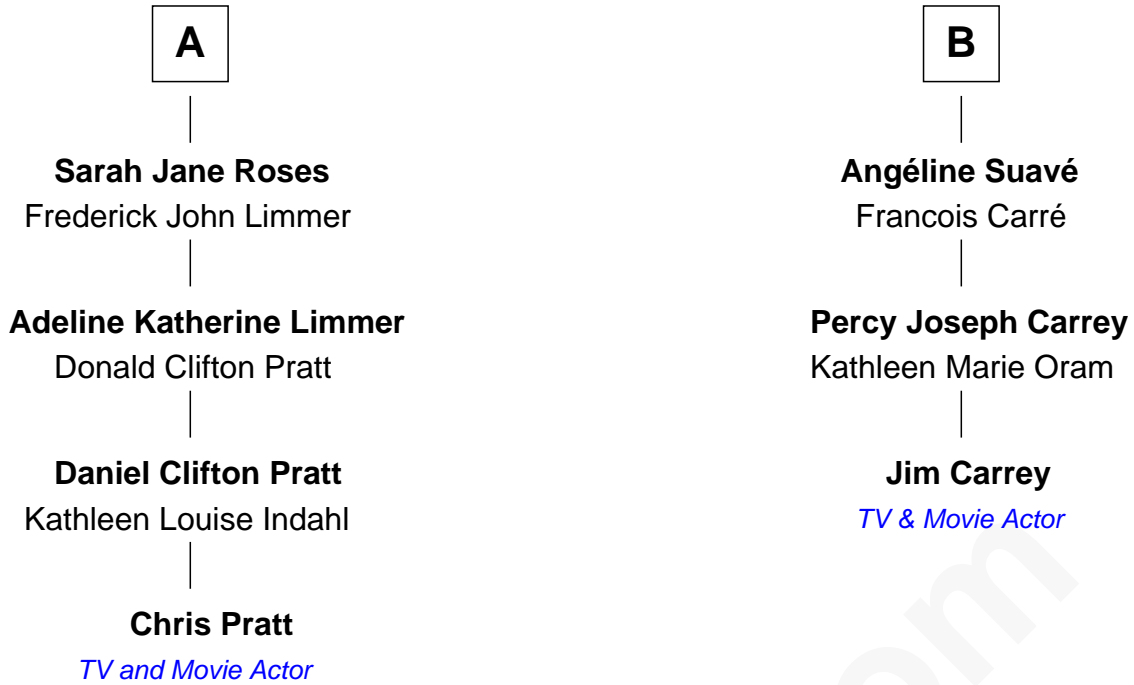 A
Sarah Jane Roses
Frederick John Limmer
Adeline Katherine Limmer
Donald Clifton Pratt
Daniel Clifton Pratt
Kathleen Louise Indahl
Chris Pratt
TV and Movie Actor
B
Angéline Suavé
Francois Carré
Percy Joseph Carrey
Kathleen Marie Oram
Jim Carrey
TV & Movie Actor
om